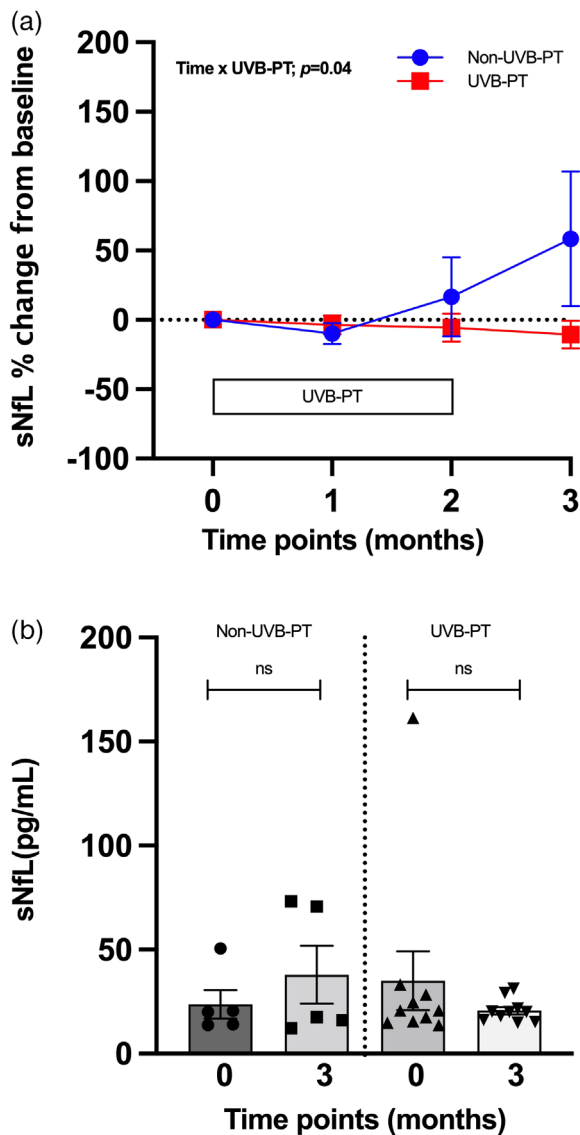 (a)
sNfL % change from baseline
200
150
100
50
0
-50
-100
Time x UVB-PT; p=0.04
Non-UVB-PT
UVB-PT
UVB-PT
0 1 2 3
Time points (months)
(b)
sNfL(pg/mL)
200
150
100
50
0
Non-UVB-PT UVB-PT
ns ns
0 3 0 3
Time points (months)